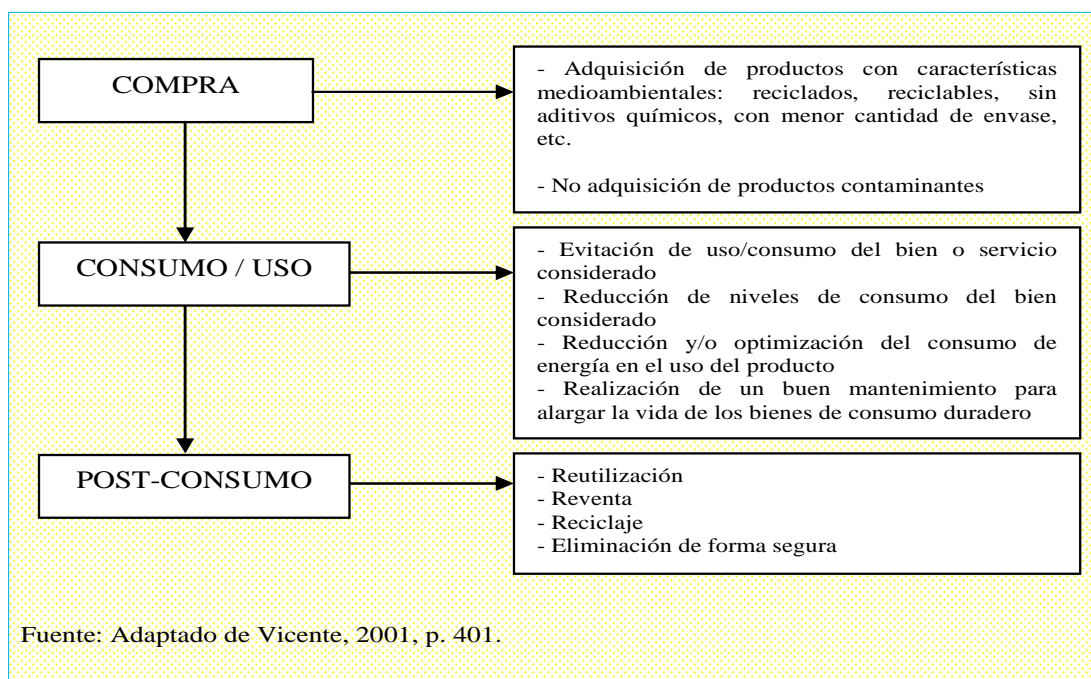 COMPRA
- Adquisición de productos con características
medioambientales: reciclados, reciclables, sin
aditivos químicos, con menor cantidad de envase,
etc.
- No adquisición de productos contaminantes
CONSUMO / USO
- Evitación de uso/consumo del bien o servicio
considerado
- Reducción de niveles de consumo del bien
considerado
- Reducción y/o optimización del consumo de
energía en el uso del producto
- Realización de un buen mantenimiento para
alargar la vida de los bienes de consumo duradero
POST-CONSUMO
- Reutilización
- Reventa
- Reciclaje
- Eliminación de forma segura
Fuente: Adaptado de Vicente, 2001, p. 401.